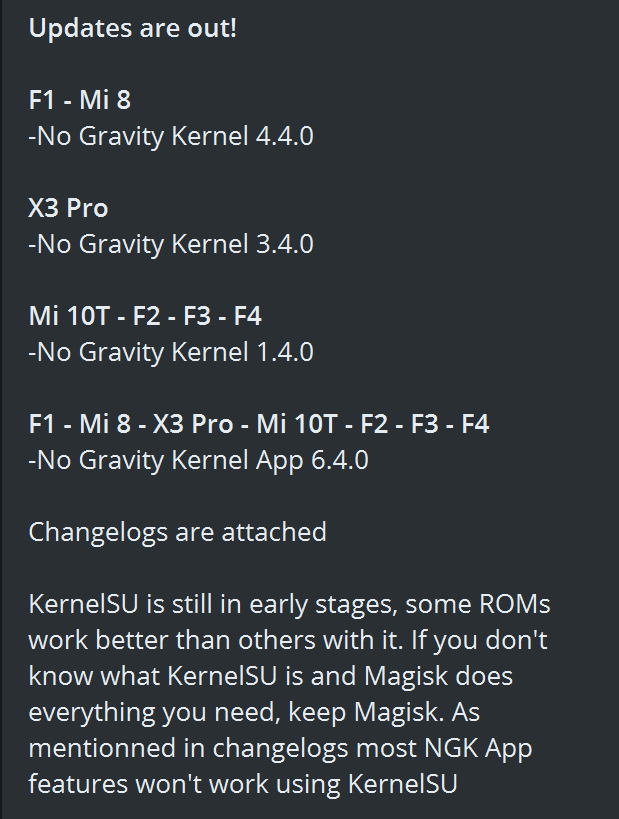 Updates are out!
F1 - Mi 8
-No Gravity Kernel 4.4.0
X3 Pro
-No Gravity Kernel 3.4.0
Mi 10T - F2 - F3 - F4
-No Gravity Kernel 1.4.0
F1 - Mi 8 - X3 Pro - Mi 10T - F2 - F3 - F4
-No Gravity Kernel App 6.4.0
Changelogs are attached
KernelSU is still in early stages, some ROMs
work better than others with it. If you don't
know what KernelSU is and Magisk does
everything you need, keep Magisk. As
mentionned in changelogs most NGK App
features won't work using KernelSU